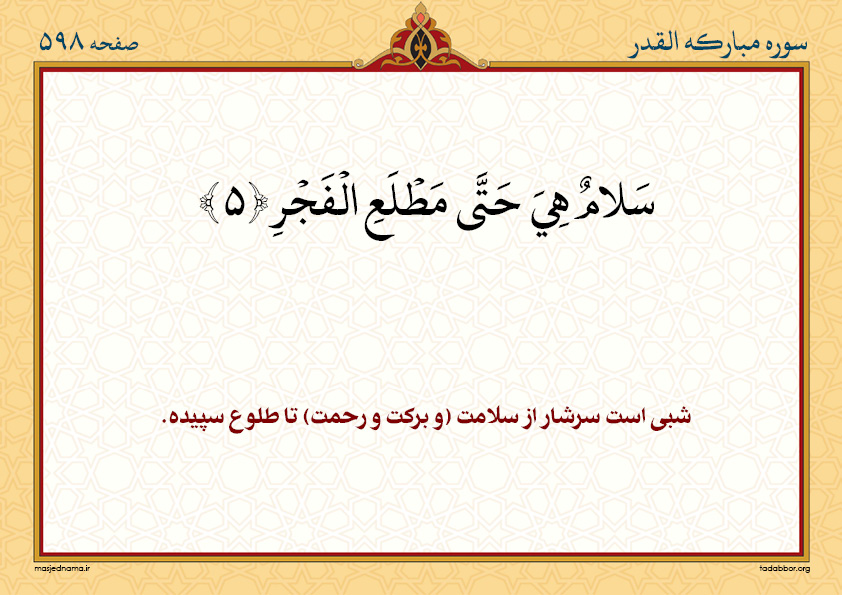 سوره مبارکه القدر
صفحه ۵۹۸
سَلامٌ هِيَ حَتَّى مَطْلَعِ الْفَجْرِ ﴿۵﴾
شبی است سرشار از سلامت (و برکت و رحمت) تا طلوع سپیده.
masjednama.ir
tadabbor.org